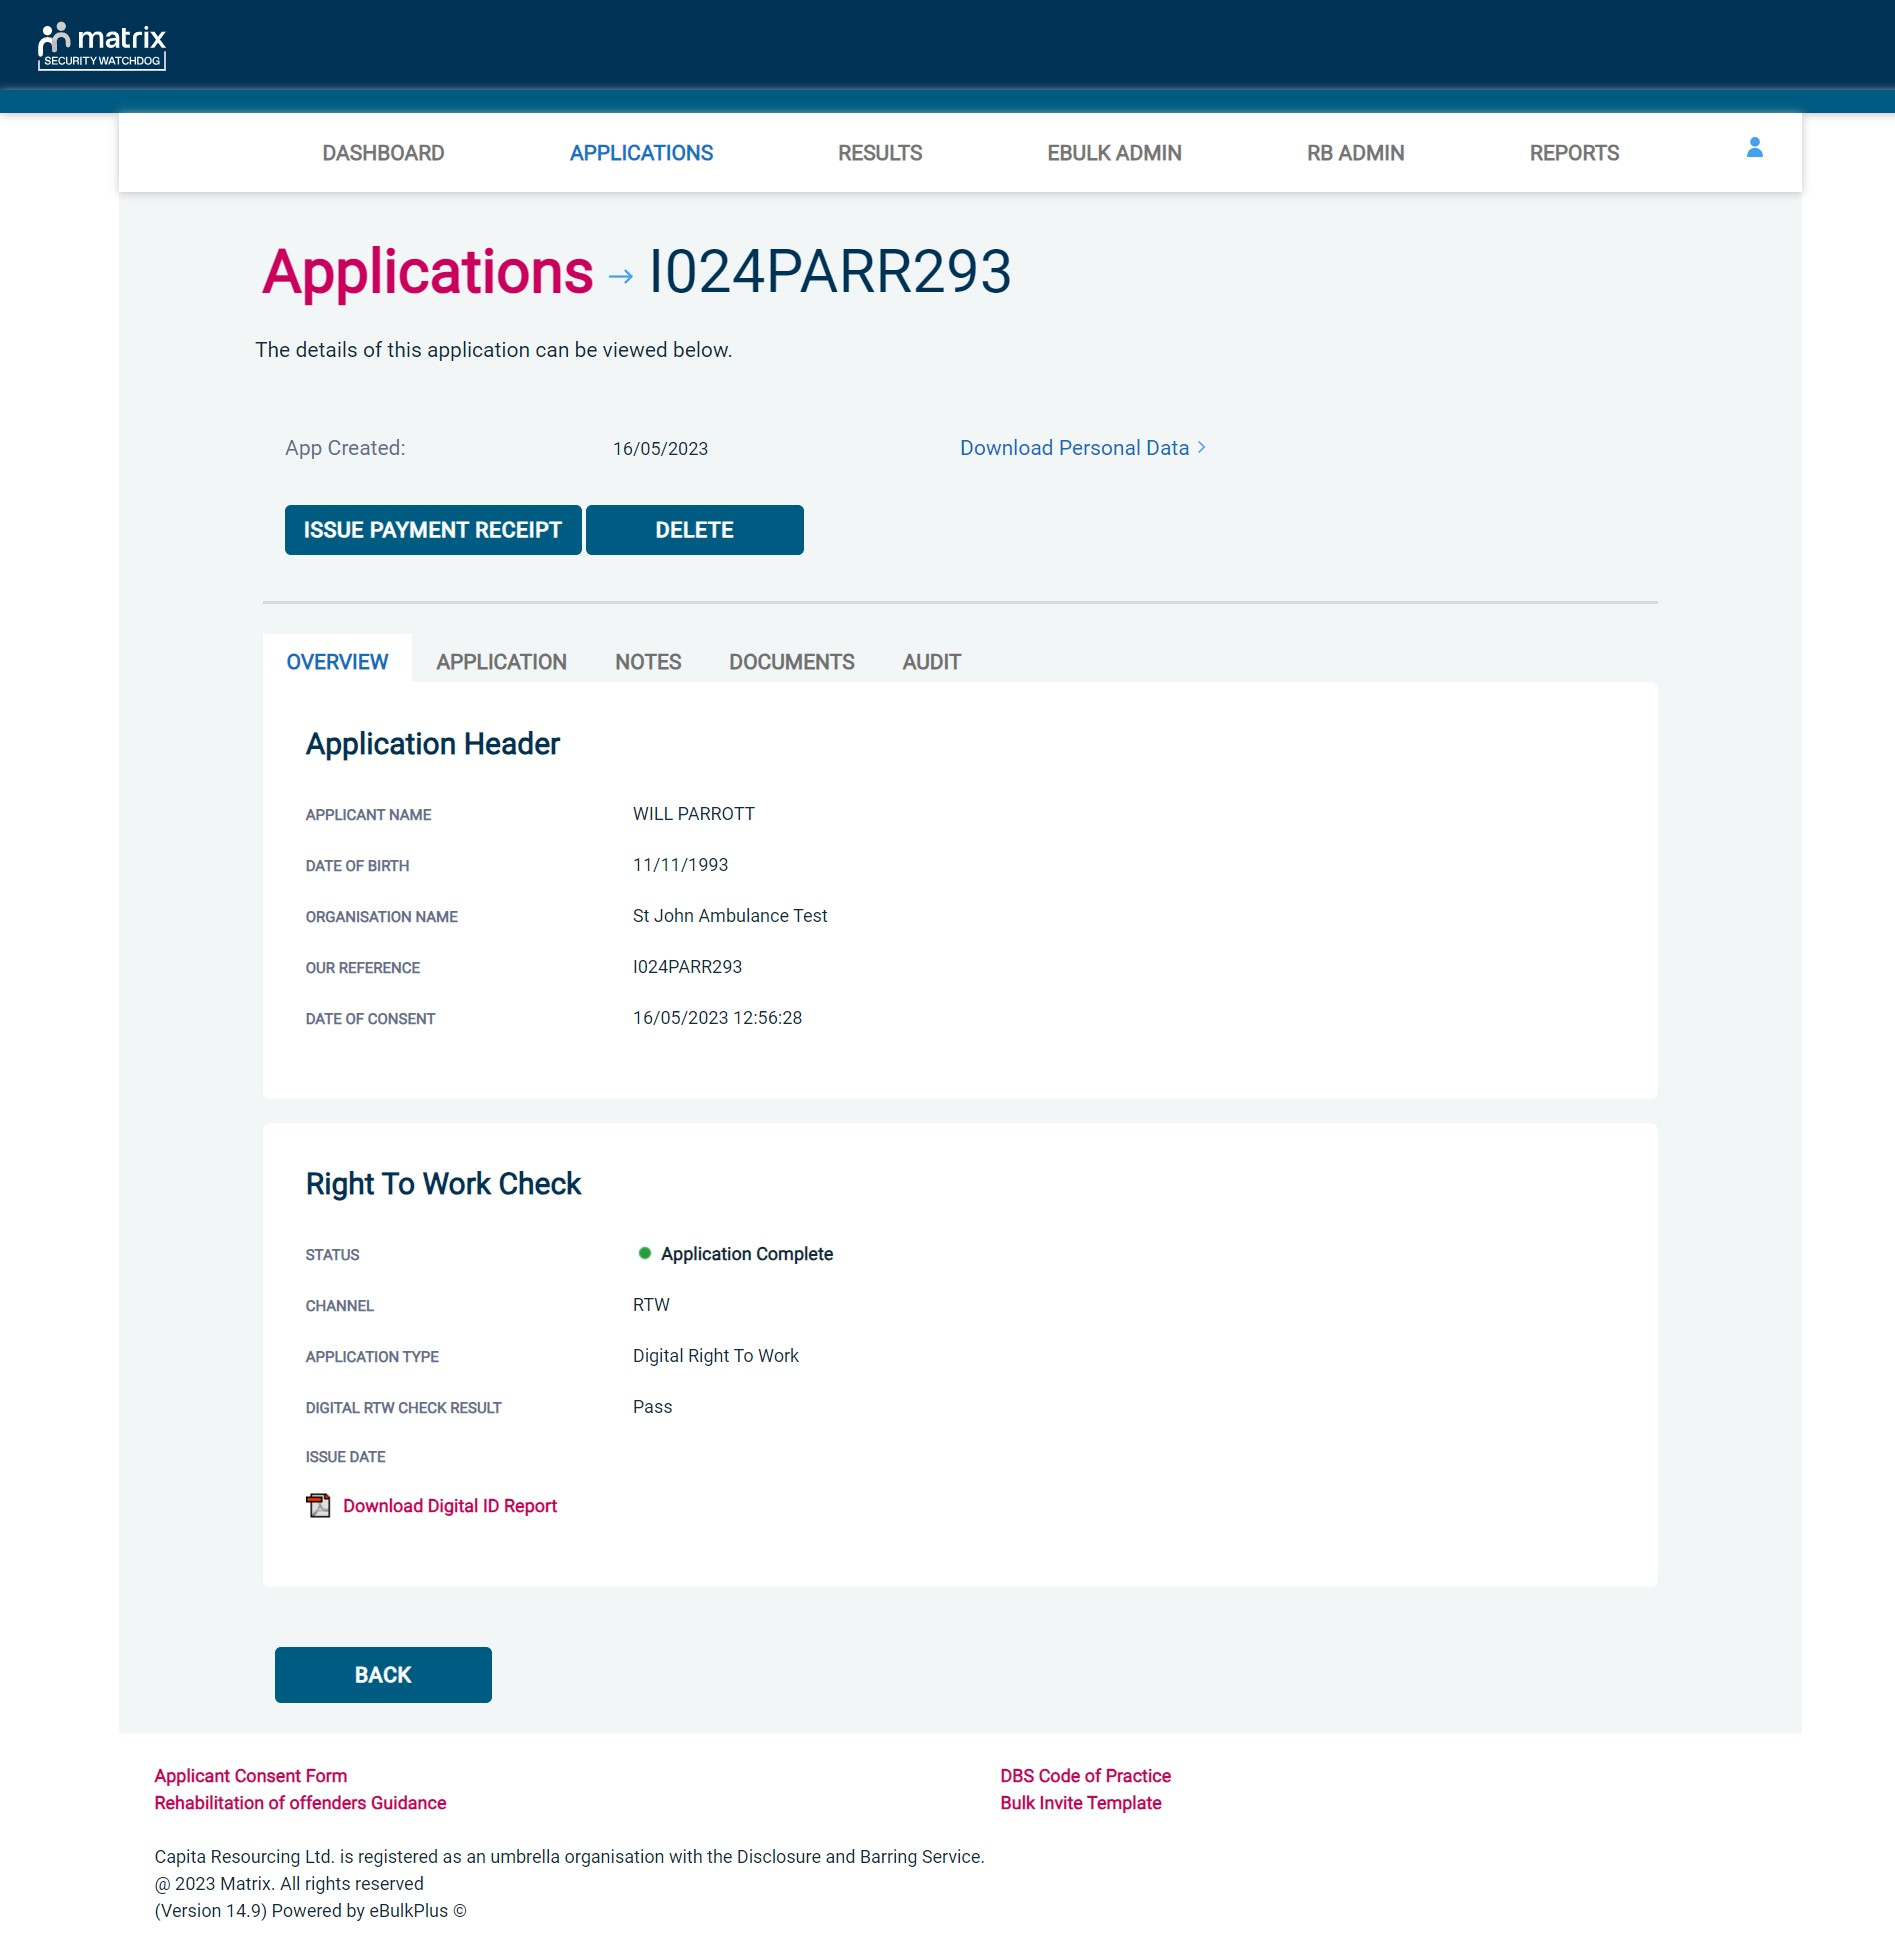 matrix
SECURITY WATCHDOG
DASHBOARD APPLICATIONS RESULTS EBULK ADMIN RB ADMIN REPORTS
Applications → I024PARR293
The details of this application can be viewed below.
App Created: 16/05/2023 Download Personal Data >
ISSUE PAYMENT RECEIPT DELETE
OVERVIEW APPLICATION NOTES DOCUMENTS AUDIT
Application Header
APPLICANT NAME WILL PARROTT
DATE OF BIRTH 11/11/1993
ORGANISATION NAME St John Ambulance Test
OUR REFERENCE I024PARR293
DATE OF CONSENT 16/05/2023 12:56:28
Right To Work Check
STATUS Application Complete
CHANNEL RTW
APPLICATION TYPE Digital Right To Work
DIGITAL RTW CHECK RESULT Pass
ISSUE DATE
Download Digital ID Report
BACK
Applicant Consent Form DBS Code of Practice
Rehabilitation of offenders Guidance Bulk Invite Template
Capita Resourcing Ltd. is registered as an umbrella organisation with the Disclosure and Barring Service.
@ 2023 Matrix. All rights reserved
(Version 14.9) Powered by eBulkPlus ©